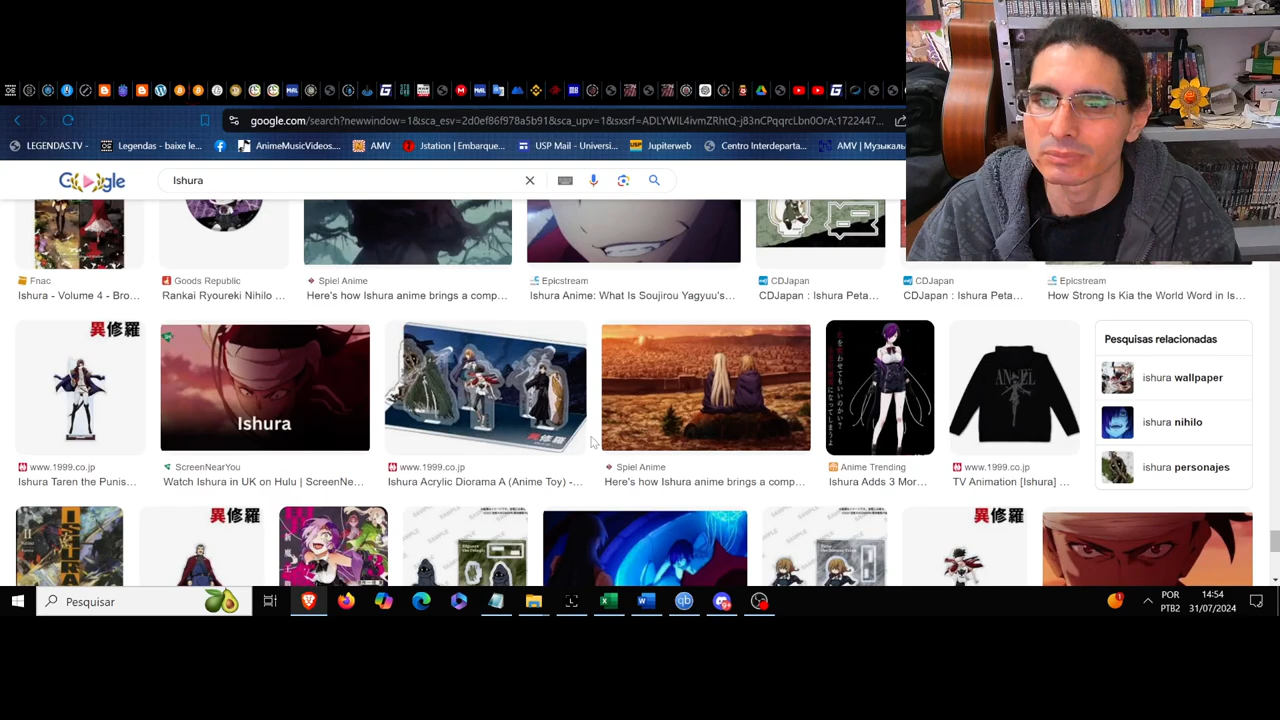 google.com/search?newwindow=1&sca_esv=2d0ef86f978a5b91&sca_upv=1&sxsrf=ADLYWIL4ivmZRhtQ-j83nCPqqrcLbn0OrA:1722447...
LEGENDAS.TV -
Legendas - baixe le...
AnimeMusicVideos....
AMV
Jstation | Embarque...
USP Mail - Universi...
Jupiterweb
Centro Interdeparta...
AMV | Музыкаль
Google
Ishura
Fnac
Goods Republic
Spiel Anime
Epicstream
CDJapan
CDJapan
Epicstream
Ishura - Volume 4 - Bro...
Rankai Ryoureki Nihilo ...
Here's how Ishura anime brings a comp...
Ishura Anime: What Is Soujirou Yagyuu's...
CDJapan : Ishura Peta...
CDJapan : Ishura Peta...
How Strong Is Kia the World Word in Is...
異修羅
Ishura
異修羅
ANGEL
Pesquisas relacionadas
ishura wallpaper
ishura nihilo
ishura personajes
www.1999.co.jp
ScreenNearYou
www.1999.co.jp
Spiel Anime
Anime Trending
www.1999.co.jp
Ishura Taren the Punis...
Watch Ishura in UK on Hulu | ScreenNe...
Ishura Acrylic Diorama A (Anime Toy) -...
Here's how Ishura anime brings a comp...
Ishura Adds 3 Mor...
TV Animation [Ishura] ...
異修羅
異修羅
Pesquisar
POR
PTB2
14:54
31/07/2024